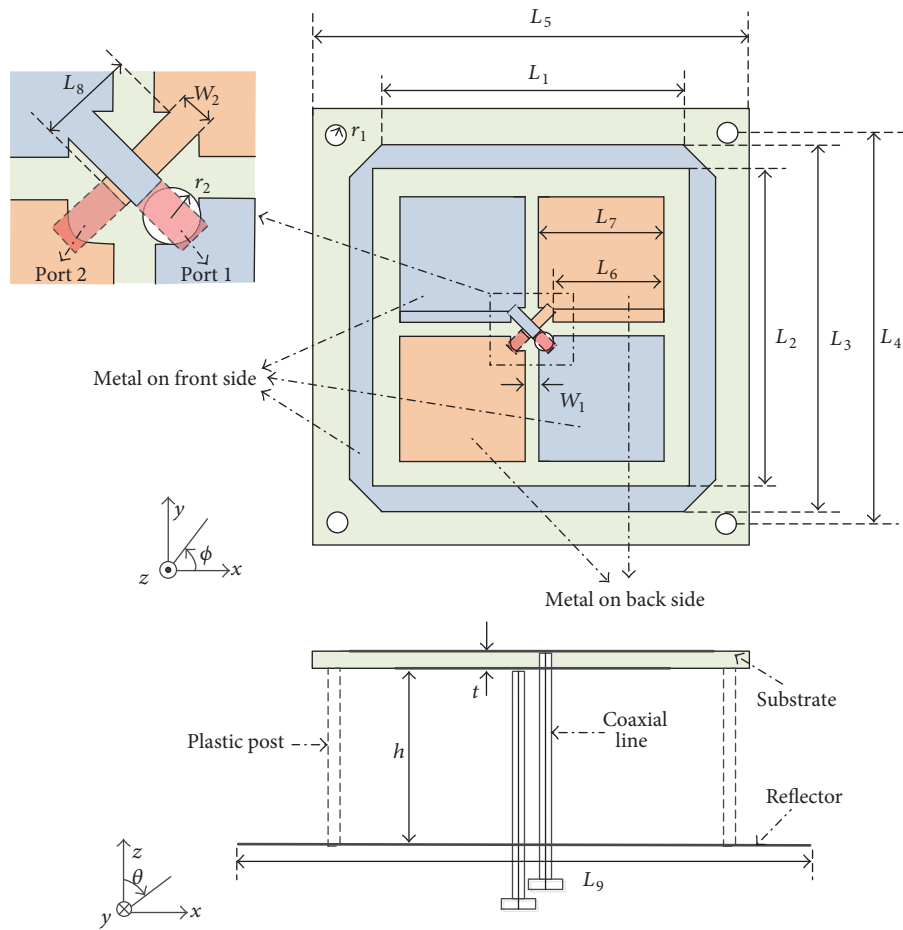 L5
L1
L8
W2
r1
r2
L7
L6
Port 2
Port 1
L2
L3
L4
Metal on front side
W1
y
ϕ
z
x
Metal on back side
t
Substrate
Plastic post
h
Coaxial
line
Reflector
z
θ
L9
y
x